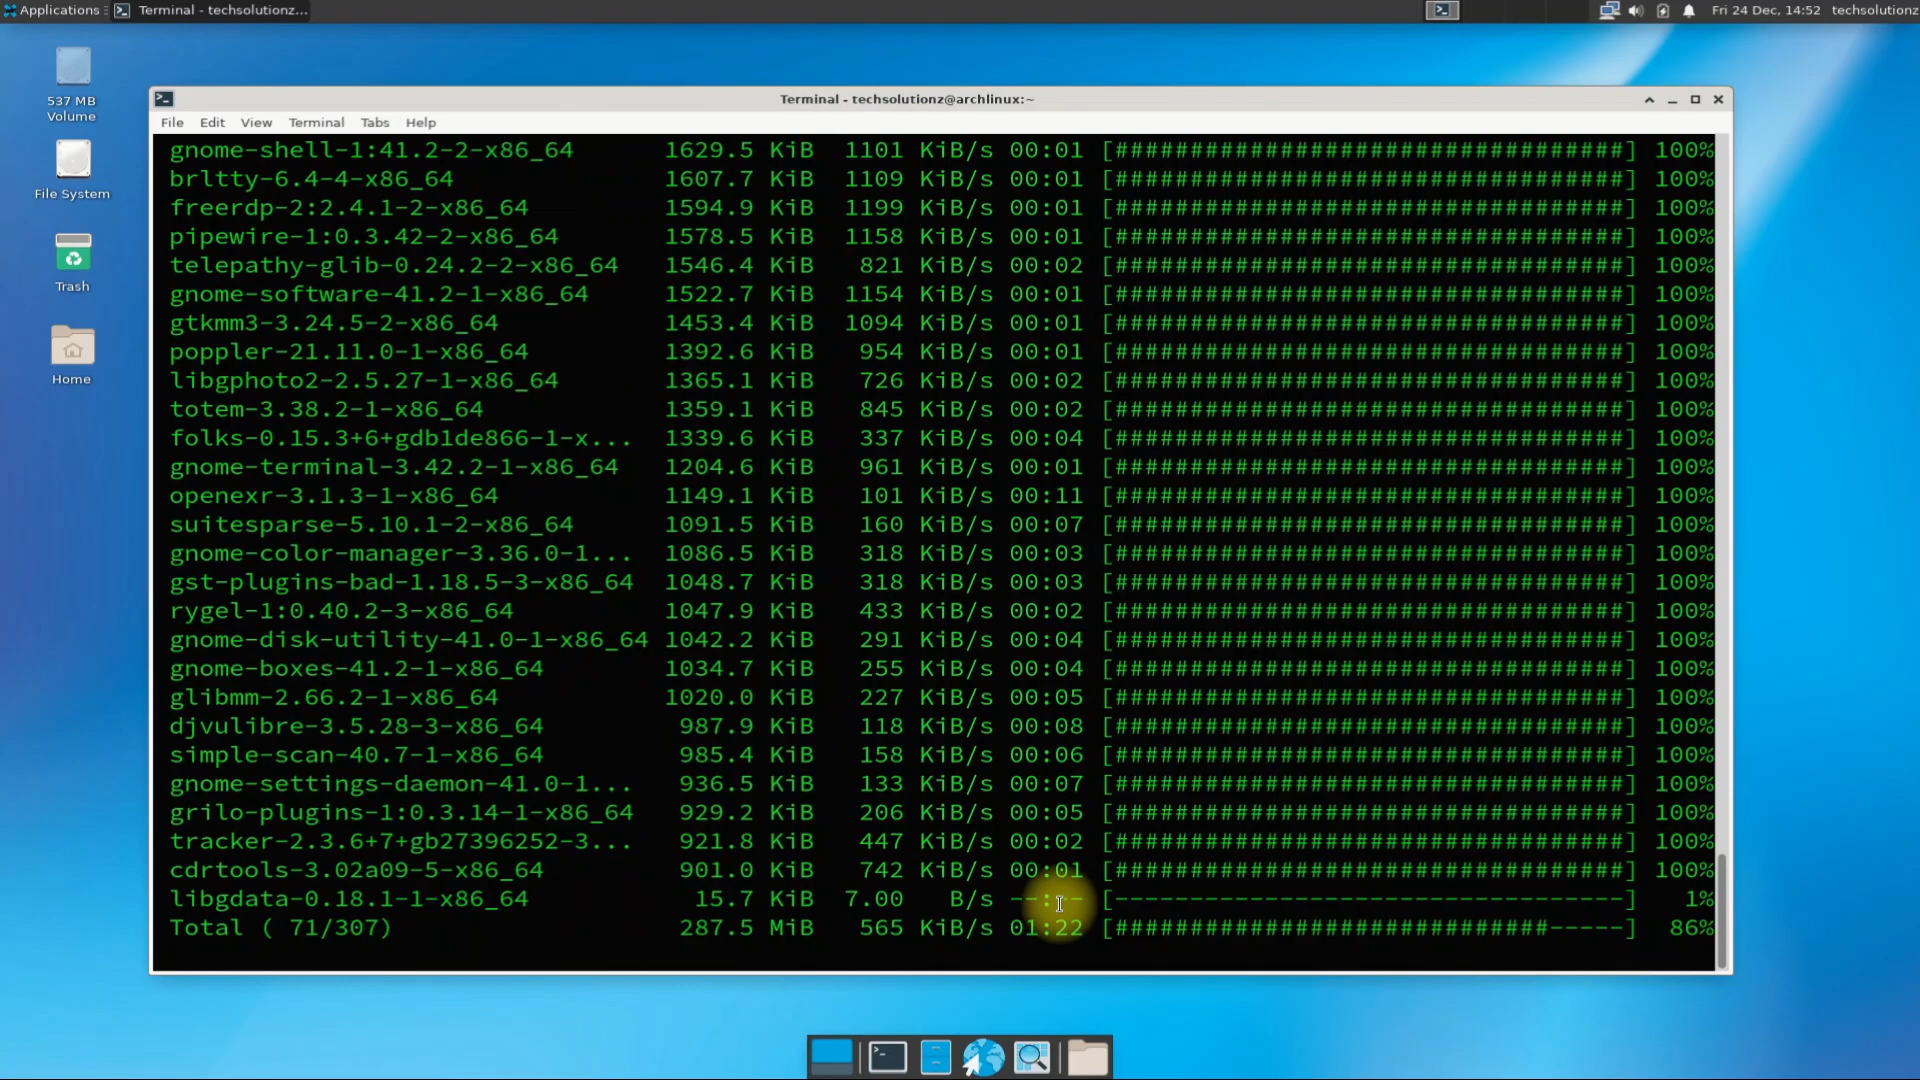 Applications Terminal - techsolutionz... Fri 24 Dec, 14:52 techsolutionz
537 MB
Volume
File System
Trash
Home
Terminal - techsolutionz@archlinux:~
File Edit View Terminal Tabs Help
gnome-shell-1:41.2-2-x86_64 1629.5 KiB 1101 KiB/s 00:01 [##################################] 100%
brltty-6.4-4-x86_64 1607.7 KiB 1109 KiB/s 00:01 [##################################] 100%
freerdp-2:2.4.1-2-x86_64 1594.9 KiB 1199 KiB/s 00:01 [##################################] 100%
pipewire-1:0.3.42-2-x86_64 1578.5 KiB 1158 KiB/s 00:01 [##################################] 100%
telepathy-glib-0.24.2-2-x86_64 1546.4 KiB 821 KiB/s 00:02 [##################################] 100%
gnome-software-41.2-1-x86_64 1522.7 KiB 1154 KiB/s 00:01 [##################################] 100%
gtkmm3-3.24.5-2-x86_64 1453.4 KiB 1094 KiB/s 00:01 [##################################] 100%
poppler-21.11.0-1-x86_64 1392.6 KiB 954 KiB/s 00:01 [##################################] 100%
libgphoto2-2.5.27-1-x86_64 1365.1 KiB 726 KiB/s 00:02 [##################################] 100%
totem-3.38.2-1-x86_64 1359.1 KiB 845 KiB/s 00:02 [##################################] 100%
folks-0.15.3+6+gdb1de866-1-x... 1339.6 KiB 337 KiB/s 00:04 [##################################] 100%
gnome-terminal-3.42.2-1-x86_64 1204.6 KiB 961 KiB/s 00:01 [##################################] 100%
openexr-3.1.3-1-x86_64 1149.1 KiB 101 KiB/s 00:11 [##################################] 100%
suitesparse-5.10.1-2-x86_64 1091.5 KiB 160 KiB/s 00:07 [##################################] 100%
gnome-color-manager-3.36.0-1... 1086.5 KiB 318 KiB/s 00:03 [##################################] 100%
gst-plugins-bad-1.18.5-3-x86_64 1048.7 KiB 318 KiB/s 00:03 [##################################] 100%
rygel-1:0.40.2-3-x86_64 1047.9 KiB 433 KiB/s 00:02 [##################################] 100%
gnome-disk-utility-41.0-1-x86_64 1042.2 KiB 291 KiB/s 00:04 [##################################] 100%
gnome-boxes-41.2-1-x86_64 1034.7 KiB 255 KiB/s 00:04 [##################################] 100%
glibmm-2.66.2-1-x86_64 1020.0 KiB 227 KiB/s 00:05 [##################################] 100%
djvulibre-3.5.28-3-x86_64 987.9 KiB 118 KiB/s 00:08 [##################################] 100%
simple-scan-40.7-1-x86_64 985.4 KiB 158 KiB/s 00:06 [##################################] 100%
gnome-settings-daemon-41.0-1... 936.5 KiB 133 KiB/s 00:07 [##################################] 100%
grilo-plugins-1:0.3.14-1-x86_64 929.2 KiB 206 KiB/s 00:05 [##################################] 100%
tracker-2.3.6+7+gb27396252-3... 921.8 KiB 447 KiB/s 00:02 [##################################] 100%
cdrtools-3.02a09-5-x86_64 901.0 KiB 742 KiB/s 00:01 [##################################] 100%
libgdata-0.18.1-1-x86_64 15.7 KiB 7.00 B/s --:-- [----------------------------------] 1%
Total ( 71/307) 287.5 MiB 565 KiB/s 01:22 [#############################-----] 86%